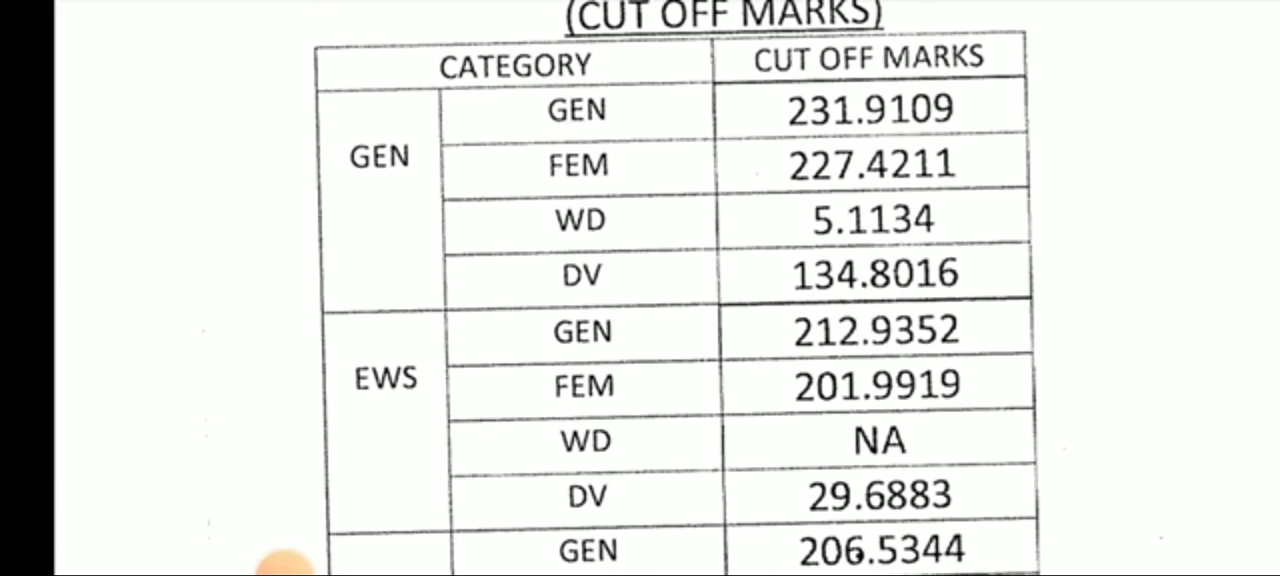 (CUT OFF MARKS)
CATEGORY CUT OFF MARKS
GEN GEN 231.9109
FEM 227.4211
WD 5.1134
DV 134.8016
EWS GEN 212.9352
FEM 201.9919
WD NA
DV 29.6883
GEN 206.5344